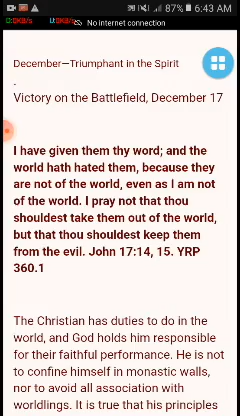 87% 6:43 AM
0:0KB/s U:0KB/s No internet connection
December—Triumphant in the Spirit
.
Victory on the Battlefield, December 17
I have given them thy word; and the
world hath hated them, because they
are not of the world, even as I am not
of the world. I pray not that thou
shouldest take them out of the world,
but that thou shouldest keep them
from the evil. John 17:14, 15. YRP
360.1
The Christian has duties to do in the
world, and God holds him responsible
for their faithful performance. He is not
to confine himself in monastic walls,
nor to avoid all association with
worldlings. It is true that his principles